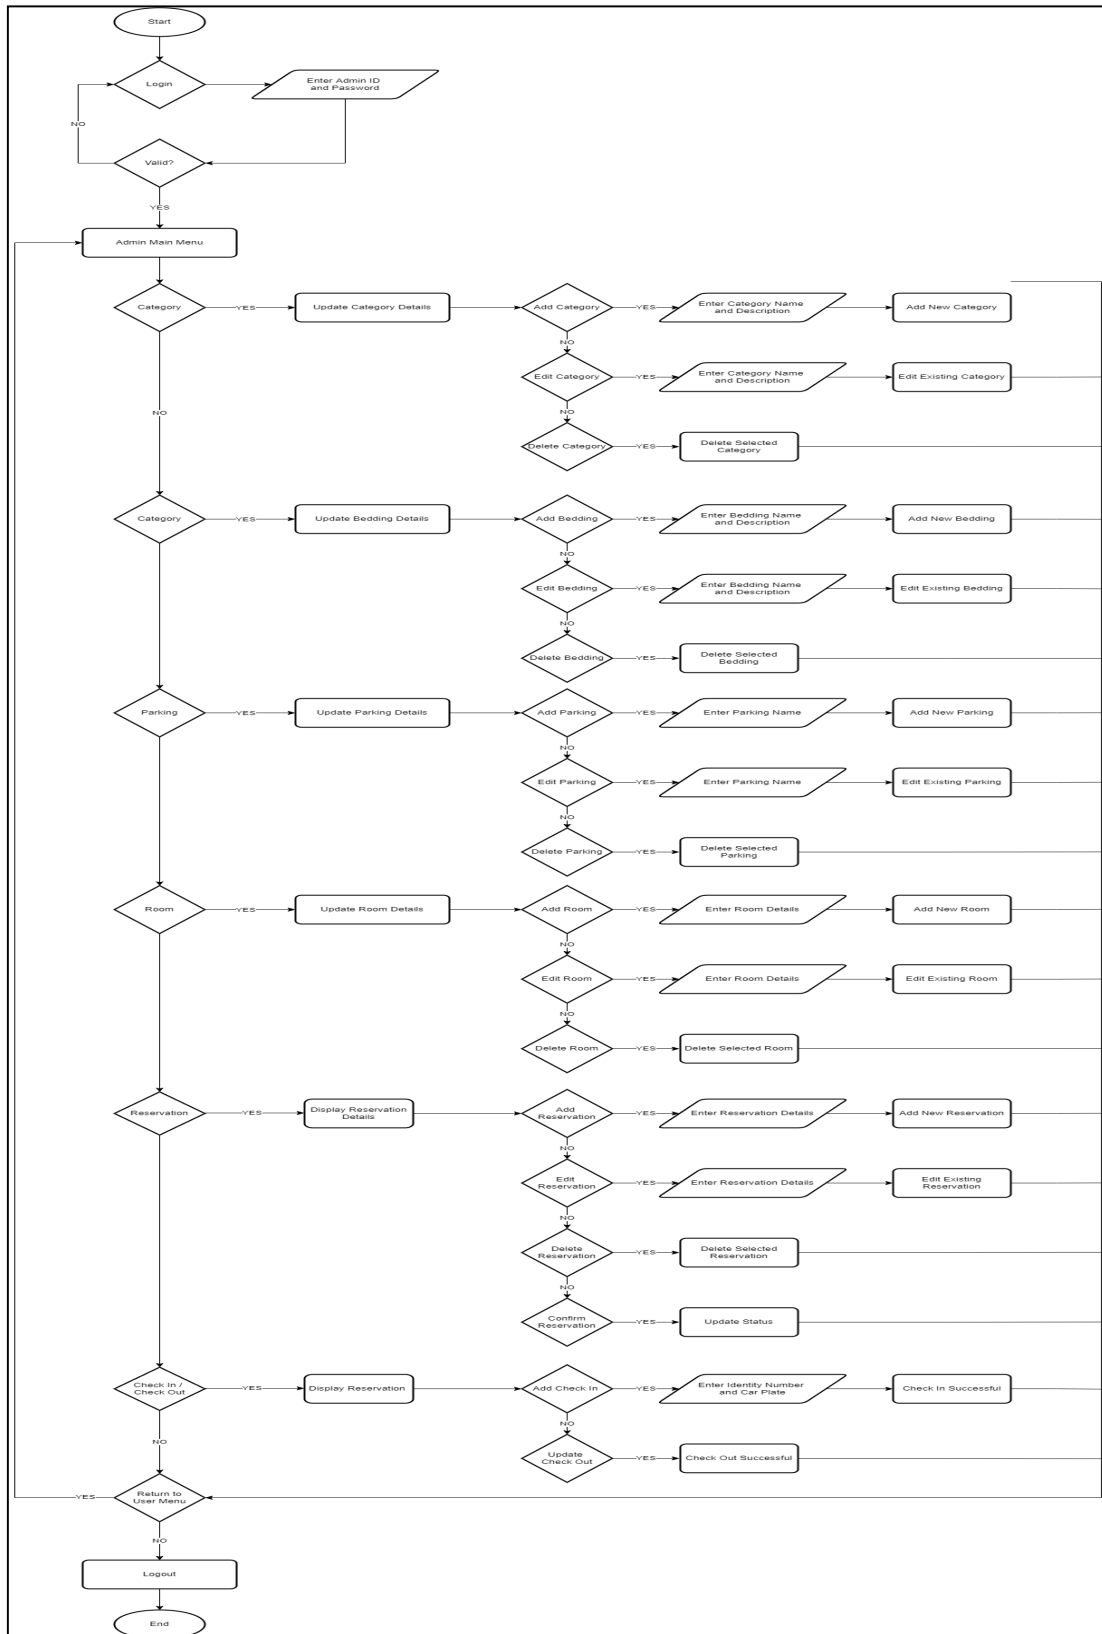 Start
Login
Enter Admin ID
and Password
NO
Valid?
YES
Admin Main Menu
Category
YES
Update Category Details
Add Category
YES
Enter Category Name
and Description
Add New Category
NO
Edit Category
YES
Enter Category Name
and Description
Edit Existing Category
NO
NO
Delete Category
YES
Delete Selected
Category
Category
YES
Update Bedding Details
Add Bedding
YES
Enter Bedding Name
and Description
Add New Bedding
NO
Edit Bedding
YES
Enter Bedding Name
and Description
Edit Existing Bedding
NO
Delete Bedding
YES
Delete Selected
Bedding
Parking
YES
Update Parking Details
Add Parking
YES
Enter Parking Name
Add New Parking
NO
Edit Parking
YES
Enter Parking Name
Edit Existing Parking
NO
Delete Parking
YES
Delete Selected
Parking
Room
YES
Update Room Details
Add Room
YES
Enter Room Details
Add New Room
NO
Edit Room
YES
Enter Room Details
Edit Existing Room
NO
Delete Room
YES
Delete Selected Room
Reservation
YES
Display Reservation
Details
Add
Reservation
YES
Enter Reservation Details
Add New Reservation
NO
Edit
Reservation
YES
Enter Reservation Details
Edit Existing
Reservation
NO
Delete
Reservation
YES
Delete Selected
Reservation
NO
Confirm
Reservation
YES
Update Status
Check In /
Check Out
YES
Display Reservation
Add Check In
YES
Enter Identity Number
and Car Plate
Check In Successful
NO
NO
Update
Check Out
YES
Check Out Successful
Return to
User Menu
YES
NO
Logout
End